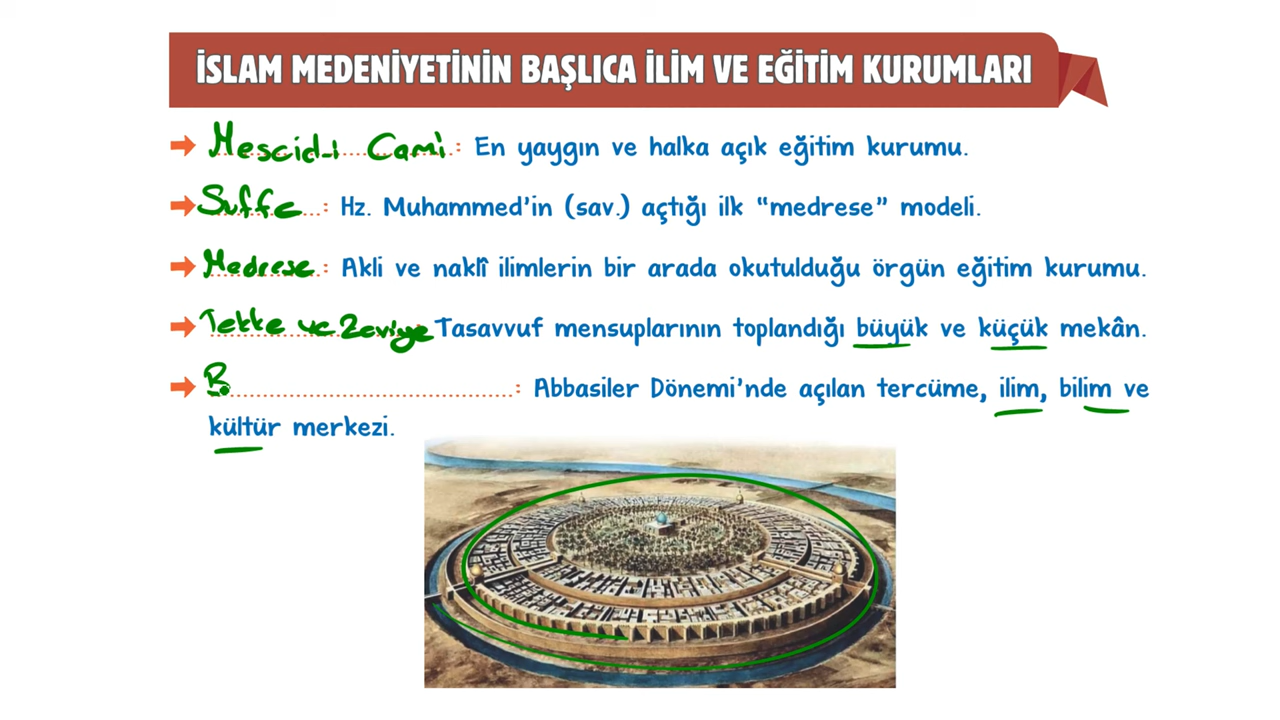 İSLAM MEDENİYETİNİN BAŞLICA İLİM VE EĞİTİM KURUMLARI
Mescid-i Cami : En yaygın ve halka açık eğitim kurumu.
Suffe : Hz. Muhammed'in (sav.) açtığı ilk “medrese” modeli.
Medrese : Akli ve naklî ilimlerin bir arada okutulduğu örgün eğitim kurumu.
Tekke ve Zaviye Tasavvuf mensuplarının toplandığı büyük ve küçük mekân.
B............................................: Abbasiler Dönemi'nde açılan tercüme, ilim, bilim ve
kültür merkezi.